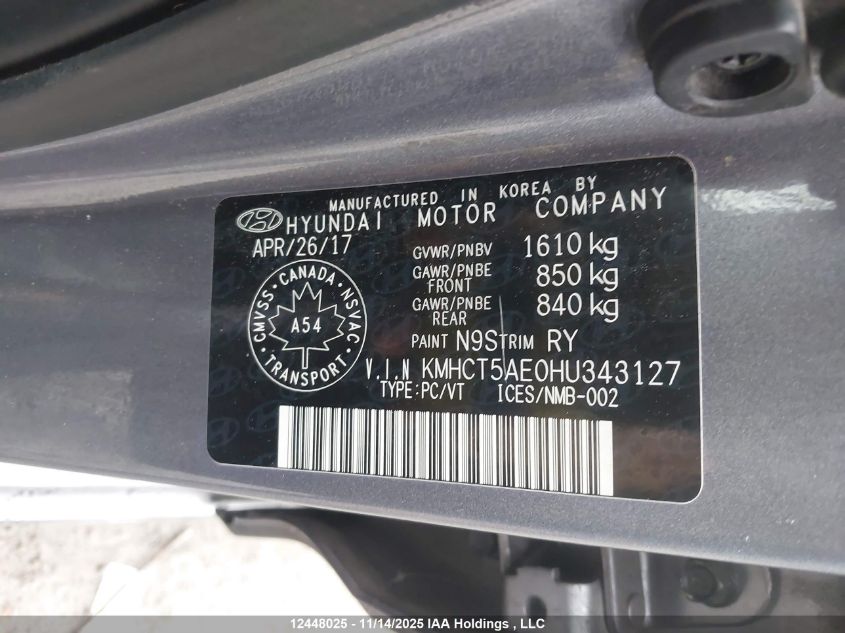 MANUFACTURED IN KOREA BY
HYUNDAI MOTOR COMPANY
APR/26/17
GVWR/PNBV 1610 kg
GAWR/PNBE FRONT 850 kg
GAWR/PNBE REAR 840 kg
CANADA
CMVSS NSVAC
A54
TRANSPORT
PAINT N9S TRIM RY
V.I.N KMHCT5AE0HU343127
TYPE:PC/VT ICES/NMB-002
12448025 - 11/14/2025 IAA Holdings , LLC